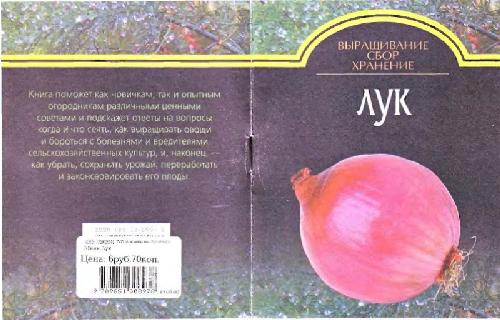 Книга поможет как новичкам, так и опытным
огородникам различными ценными
советами и подскажет ответы на вопросы
когда и что сеять, как выращивать овощи
и бороться с болезнями и вредителями
сельскохозяйственных культур, и, наконец, —
как убрать, сохранить урожай, переработать
и законсервировать его плоды.
Цена: 6руб.70коп.
ВЫРАЩИВАНИЕ
СБОР
ХРАНЕНИЕ
ЛУК